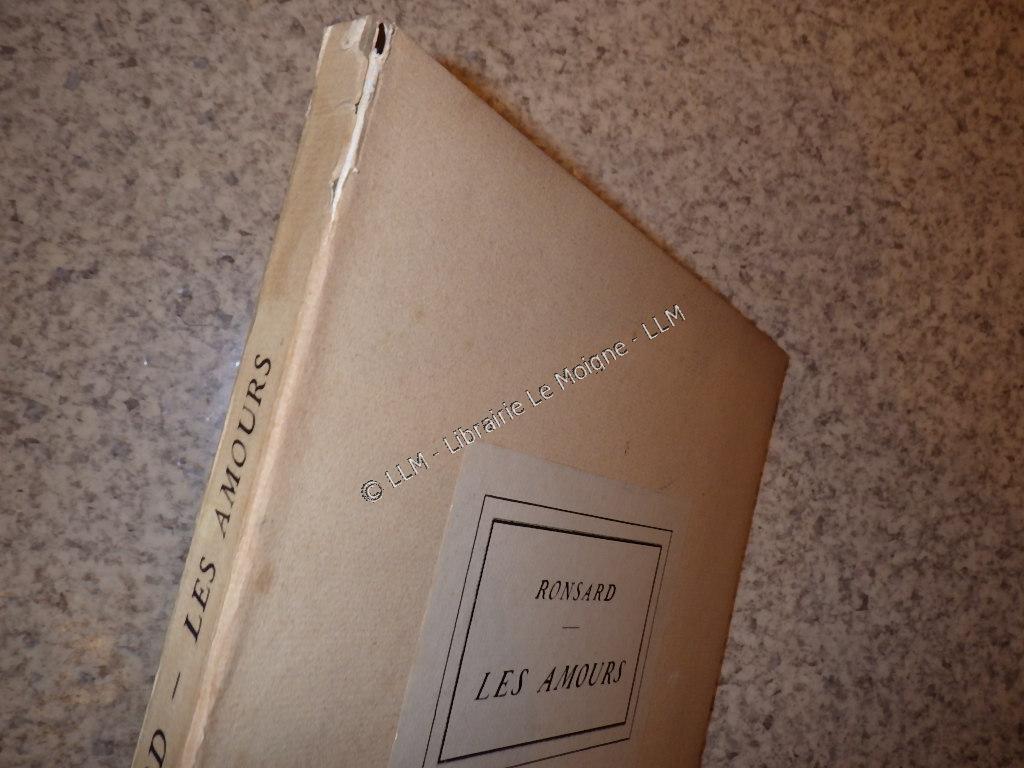 RONSARD
LES AMOURS
D - LES AMOURS
© LLM - Librairie Le Moigne - LLM